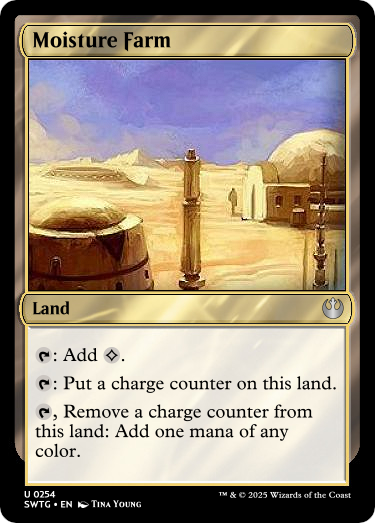 Moisture Farm
Land
: Add .
: Put a charge counter on this land.
, Remove a charge counter from
this land: Add one mana of any
color.
U 0254
SWTG • EN Tina Young
™ & © 2025 Wizards of the Coast